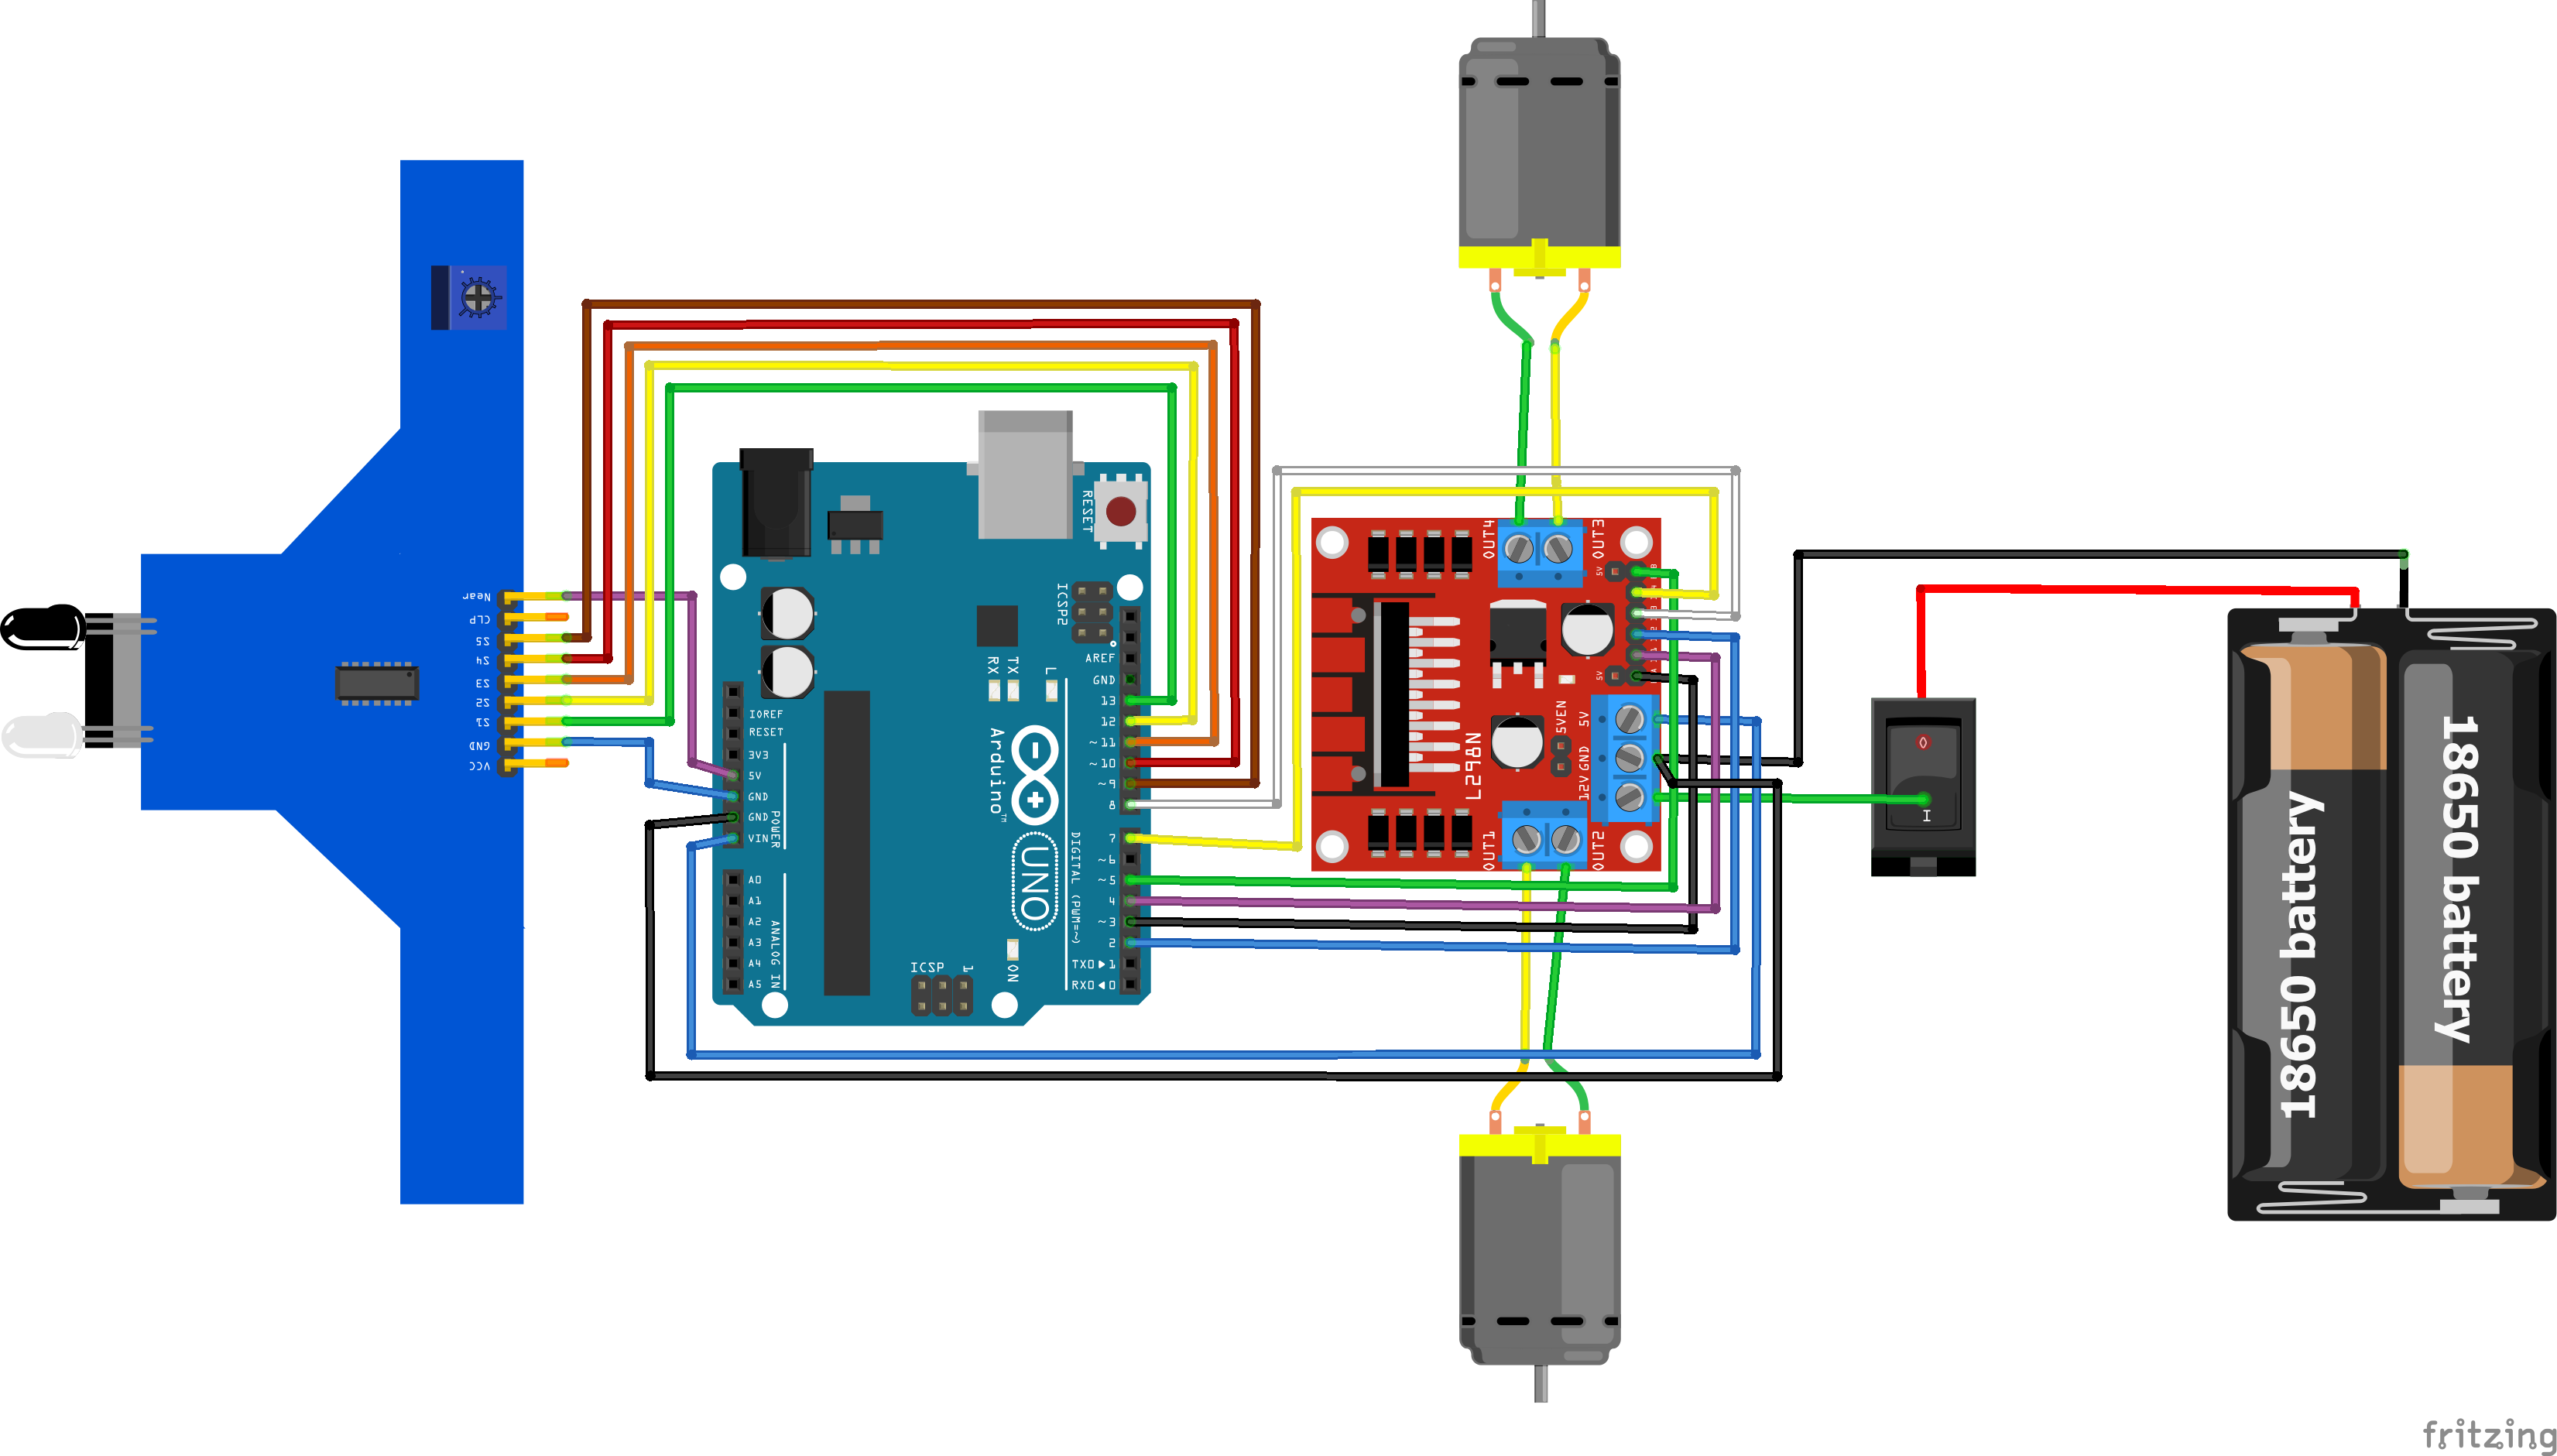 Near
CLP
S5
S4
S3
S2
S1
GND
VCC
RESET
ICSP2
AREF
GND
13
12
~11
~10
~9
8
7
~6
~5
4
~3
2
TX0►1
RX0◄0
RX
TX
L
IOREF
RESET
3V3
5V
GND
GND
VIN
POWER
A0
A1
A2
A3
A4
A5
ANALOG IN
Arduino™
UNO
DIGITAL (PWM=~)
ICSP
1
ON
OUT4
OUT3
5V
5V
5VEN
5V
GND
12V
L298N
OUT1
OUT2
O
I
18650 battery
18650 battery
fritzing